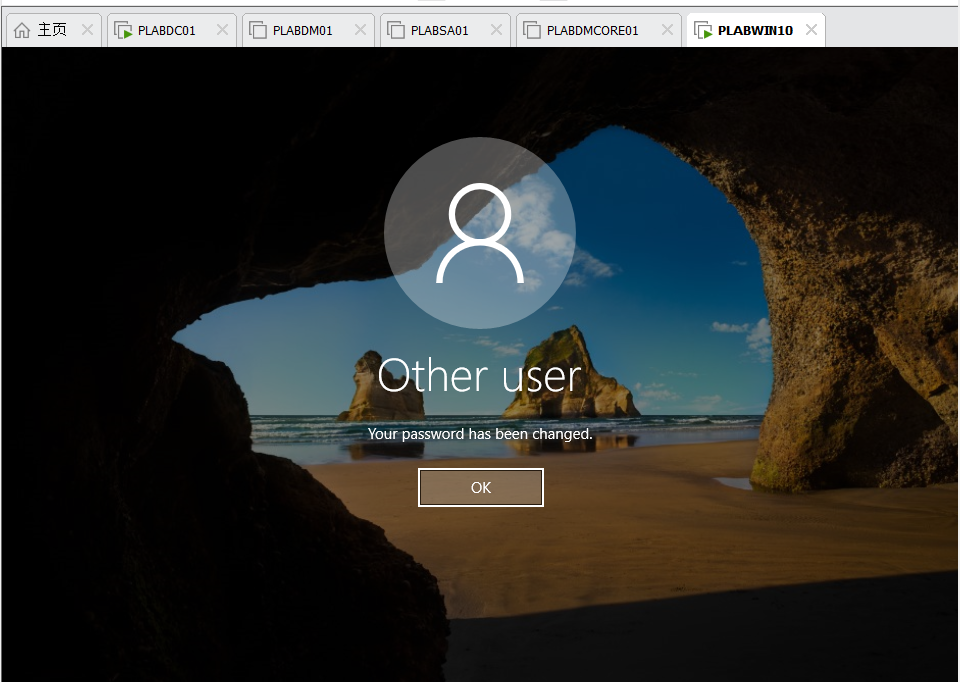 主页 PLABDC01 PLABDM01 PLABSA01 PLABDMCORE01 PLABWIN10
Other user
Your password has been changed.
OK